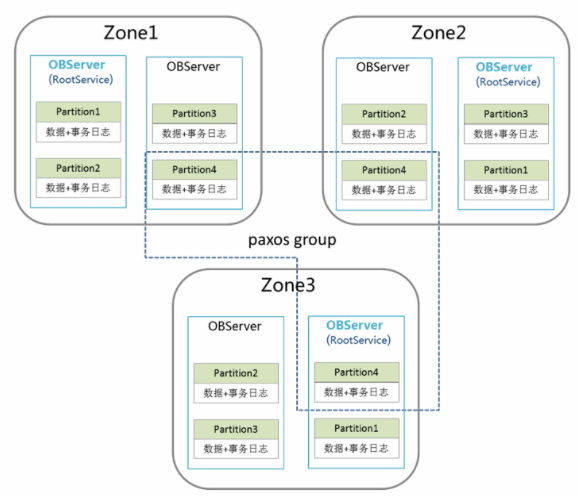 Zone1
OBServer
(RootService)
Partition1
数据+事务日志
Partition2
数据+事务日志
OBServer
Partition3
数据+事务日志
Partition4
数据+事务日志
Zone2
OBServer
Partition2
数据+事务日志
Partition4
数据+事务日志
OBServer
(RootService)
Partition3
数据+事务日志
Partition1
数据+事务日志
paxos group
Zone3
OBServer
Partition2
数据+事务日志
Partition3
数据+事务日志
OBServer
(RootService)
Partition4
数据+事务日志
Partition1
数据+事务日志